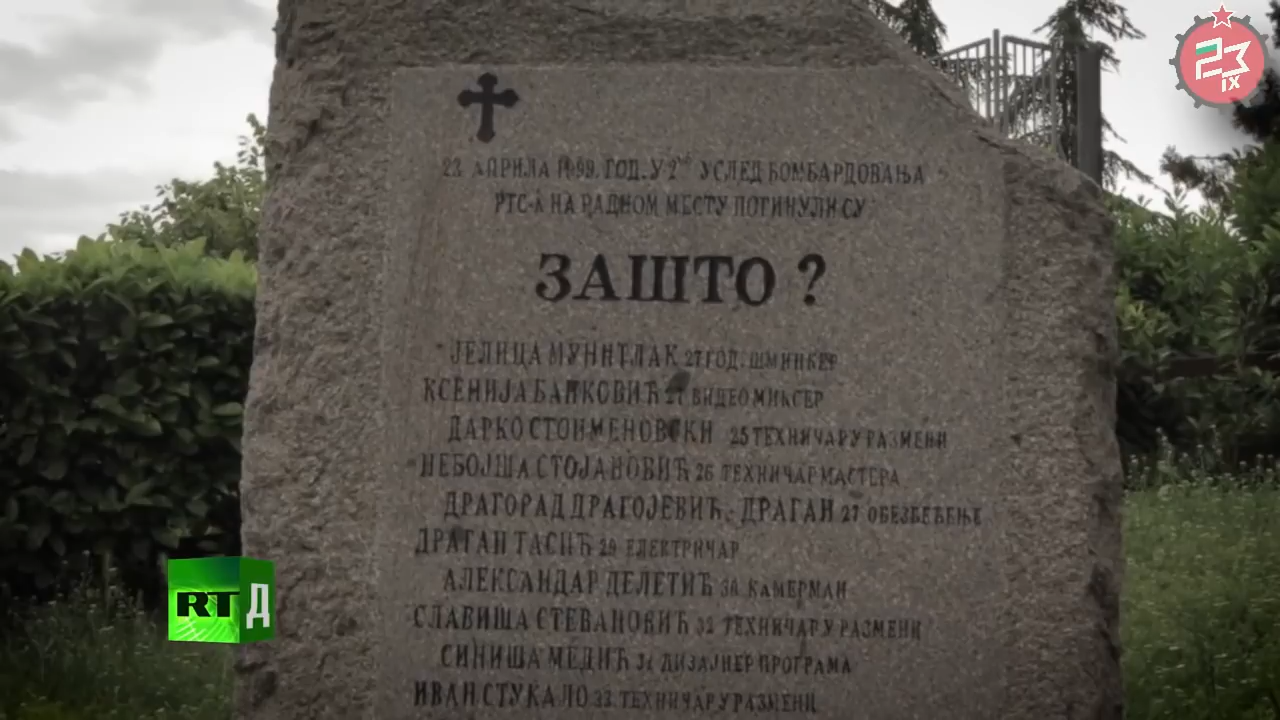 23
IX
23. АПРИЛА 1999. ГОД. У 2 УСЛЕД БОМБАРДОВАЊА
РТС-А НА РАДНОМ МЕСТУ ПОГИНУЛИ СУ
ЗАШТО ?
ЈЕЛИЦА МУНИТЛАК 27 ГОД. ШМИНКЕР
КСЕНИЈА БАНКОВИЋ 27 ВИДЕО МИКСЕР
ДАРКО СТОИМЕНОВСКИ 25 ТЕХНИЧАР У РАЗМЕНИ
НЕБОЈША СТОЈАНОВИЋ 26 ТЕХНИЧАР МАСТЕРА
ДРАГОРАД ДРАГОЈЕВИЋ - ДРАГАН 27 ОБЕЗБЕЂЕЊЕ
ДРАГАН ТАСИЋ 29 ЕЛЕКТРИЧАР
АЛЕКСАНДАР ДЕЛЕТИЋ 30 КАМЕРМАН
СЛАВИША СТЕВАНОВИЋ 32 ТЕХНИЧАР У РАЗМЕНИ
СИНИША МЕДИЋ 32 ДИЗАЈНЕР ПРОГРАМА
ИВАН СТУКАЛО 33 ТЕХНИЧАР У РАЗМЕНИ
RT Д